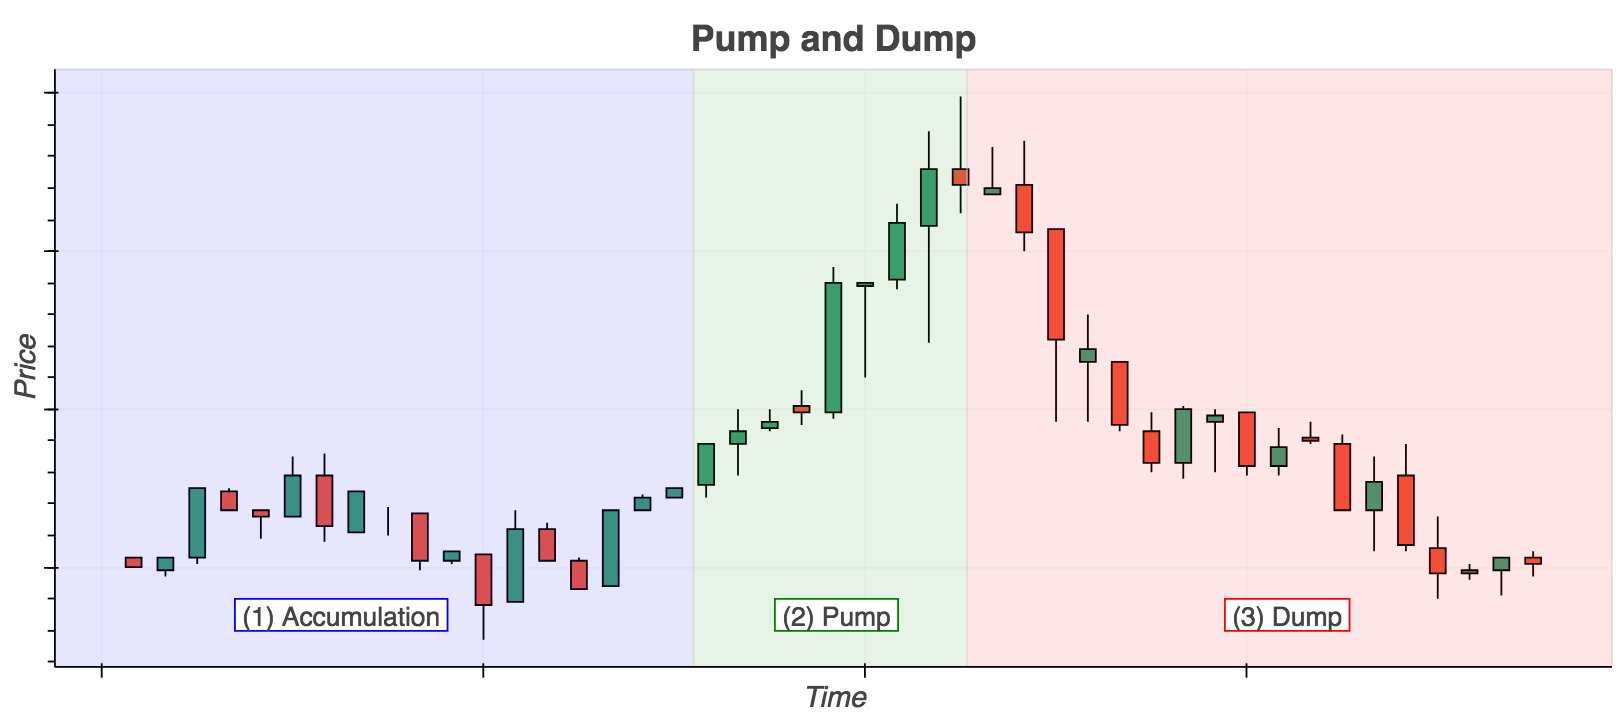 Pump and Dump
Price
(1) Accumulation
(2) Pump
(3) Dump
Time